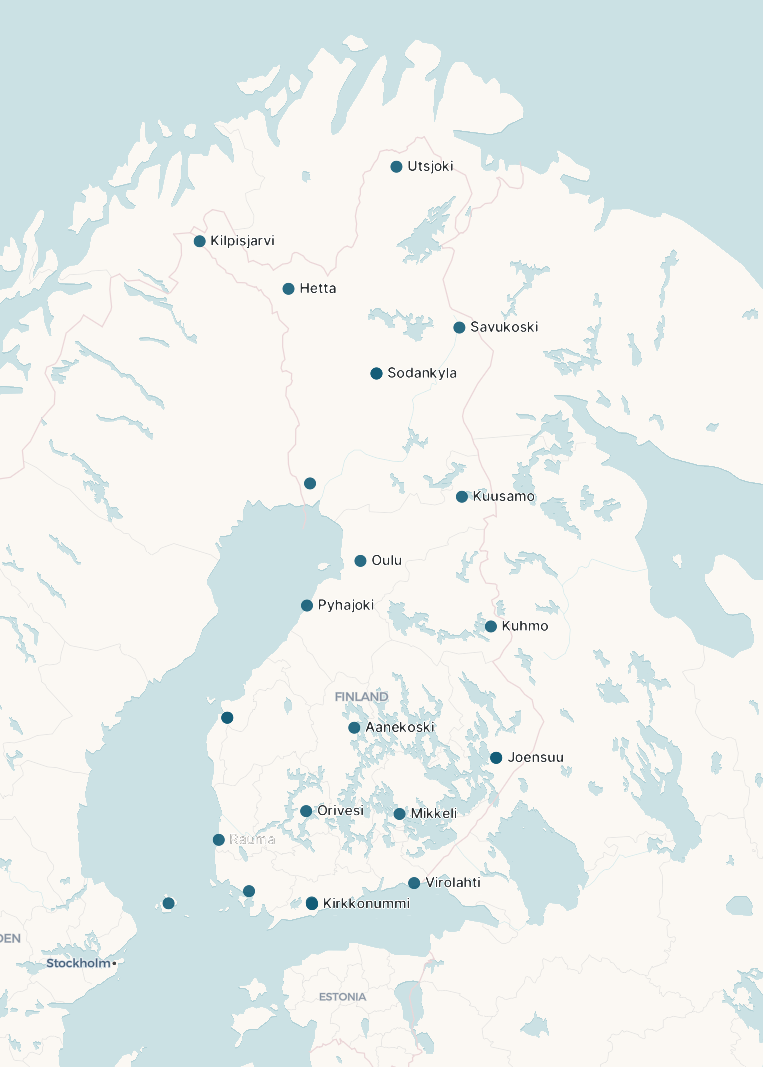 Utsjoki
Kilpisjarvi
Hetta
Savukoski
Sodankyla
Kuusamo
Oulu
Pyhajoki
Kuhmo
FINLAND
Aanekoski
Joensuu
Orivesi
Mikkeli
Rauma
Virolahti
Kirkkonummi
DEN
Stockholm
ESTONIA